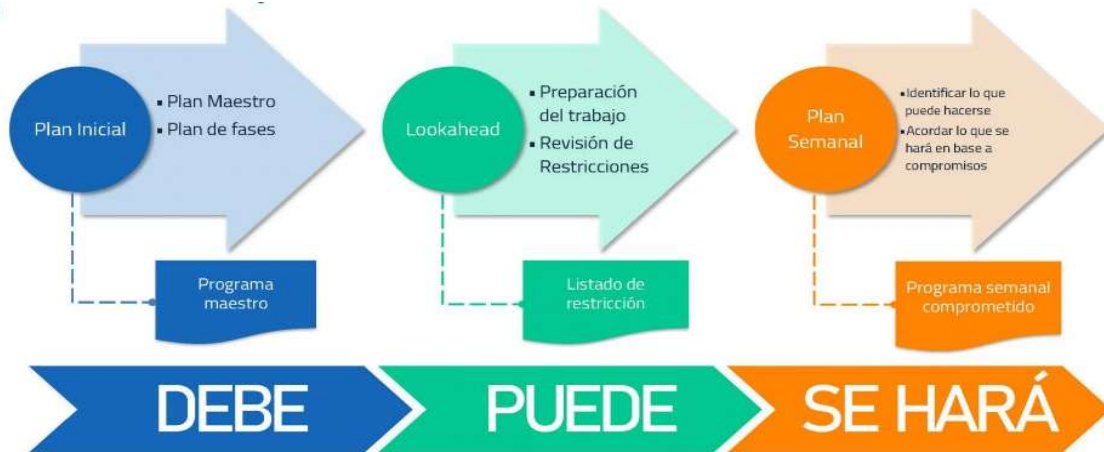 Plan Inicial
▪ Plan Maestro
▪ Plan de fases
Programa
maestro
Lookahead
▪ Preparación
del trabajo
▪ Revisión de
Restricciones
Listado de
restricción
Plan
Semanal
▪ Identificar lo que
puede hacerse
▪ Acordar lo que se
hará en base a
compromisos
Programa semanal
comprometido
DEBE
PUEDE
SE HARÁ